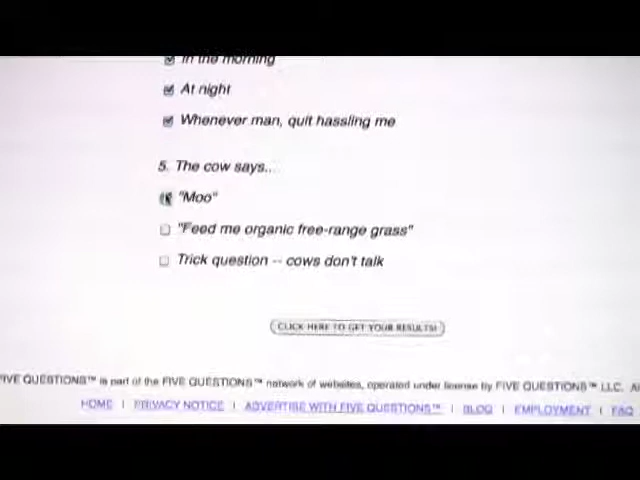 In the morning
At night
Whenever man, quit hassling me
5. The cow says...
"Moo"
"Feed me organic free-range grass"
Trick question -- cows don't talk
CLICK HERE TO GET YOUR RESULTS!
FIVE QUESTIONS™ is part of the FIVE QUESTIONS™ network of websites, operated under license by FIVE QUESTIONS™ LLC.
HOME | PRIVACY NOTICE | ADVERTISE WITH FIVE QUESTIONS™ | BLOG | EMPLOYMENT | FAQ